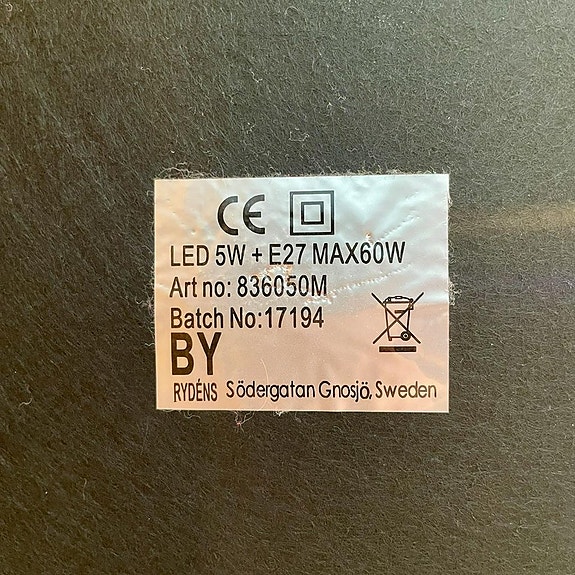 CE
LED 5W + E27 MAX60W
Art no: 836050M
Batch No:17194
BY
RYDÉNS Södergatan Gnosjö, Sweden